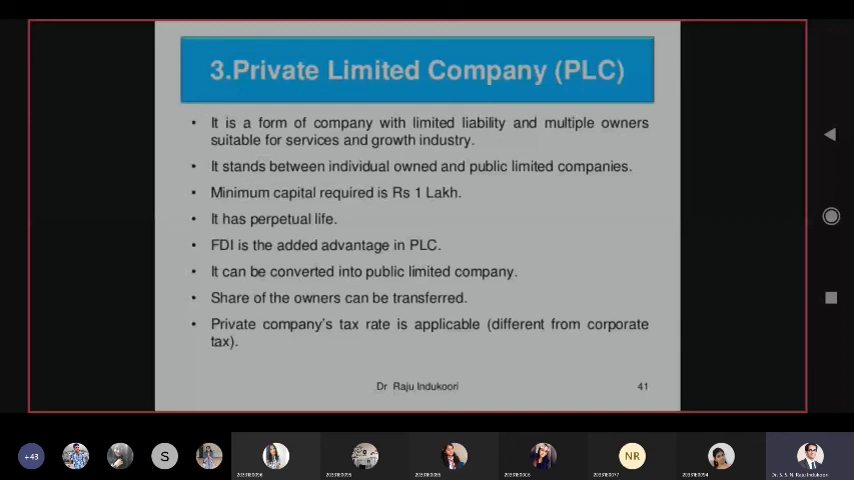 3.Private Limited Company (PLC)
• It is a form of company with limited liability and multiple owners
suitable for services and growth industry.
• It stands between individual owned and public limited companies.
• Minimum capital required is Rs 1 Lakh.
• It has perpetual life.
• FDI is the added advantage in PLC.
• It can be converted into public limited company.
• Share of the owners can be transferred.
• Private company's tax rate is applicable (different from corporate
tax).
Dr Raju Indukoori
41
+43
S
NR
Dr. S. S. N. Raju Indukoori